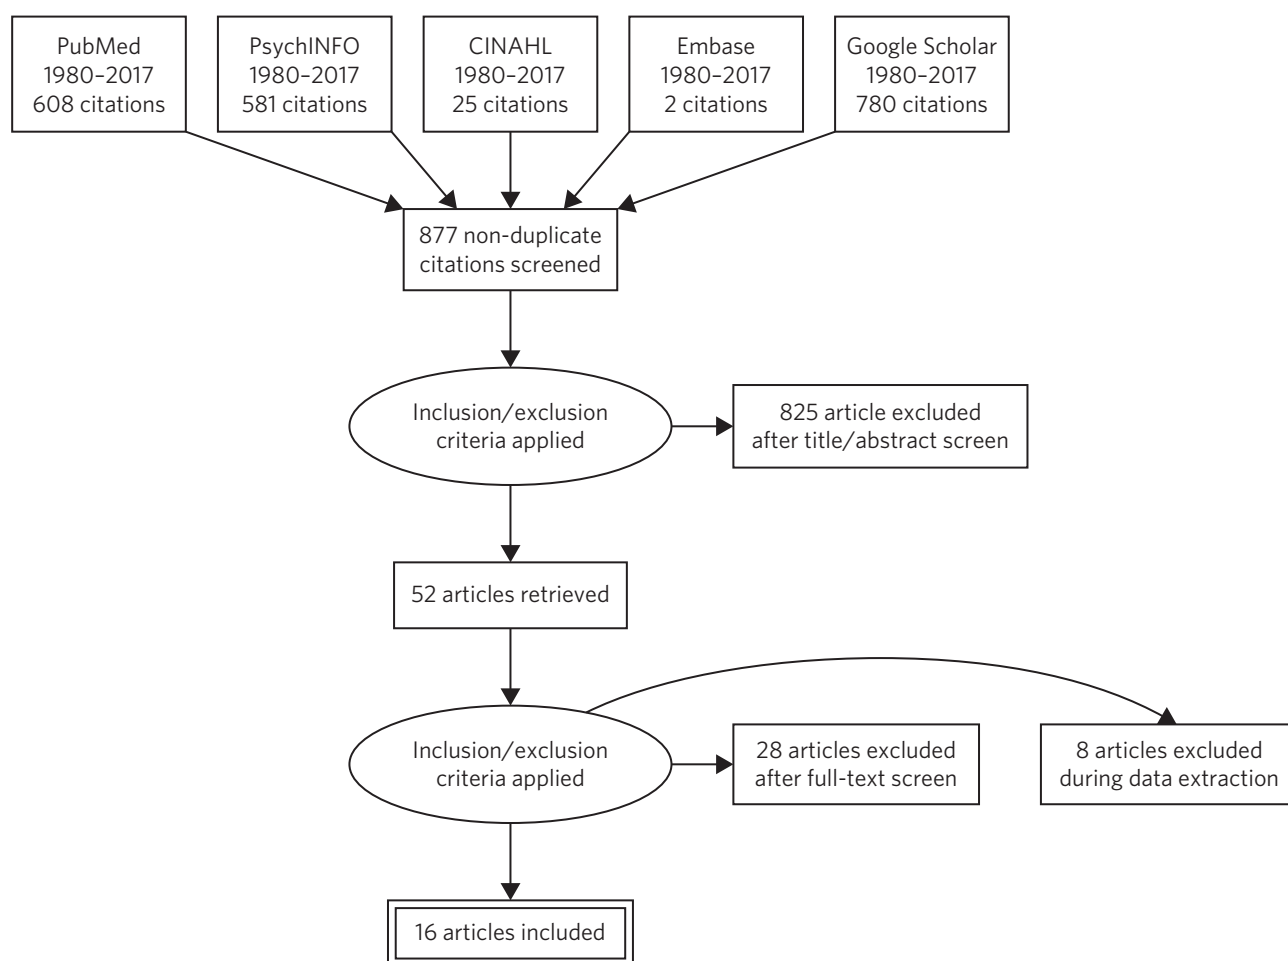 PubMed
1980–2017
608 citations
PsychINFO
1980–2017
581 citations
CINAHL
1980–2017
25 citations
Embase
1980–2017
2 citations
Google Scholar
1980–2017
780 citations
877 non-duplicate
citations screened
Inclusion/exclusion
criteria applied
825 article excluded
after title/abstract screen
52 articles retrieved
Inclusion/exclusion
criteria applied
28 articles excluded
after full-text screen
8 articles excluded
during data extraction
16 articles included